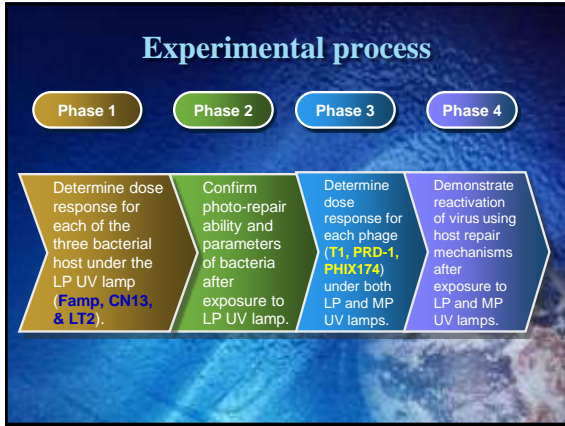 Experimental process
Phase 1
Phase 2
Phase 3
Phase 4
Determine dose
response for
each of the
three bacterial
host under the
LP UV lamp
(Famp, CN13,
& LT2).
Confirm
photo-repair
ability and
parameters
of bacteria
after
exposure to
LP UV lamp.
Determine
dose
response for
each phage
(T1, PRD-1,
PHIX174)
under both
LP and MP
UV lamps.
Demonstrate
reactivation
of virus using
host repair
mechanisms
after
exposure to
LP and MP
UV lamps.